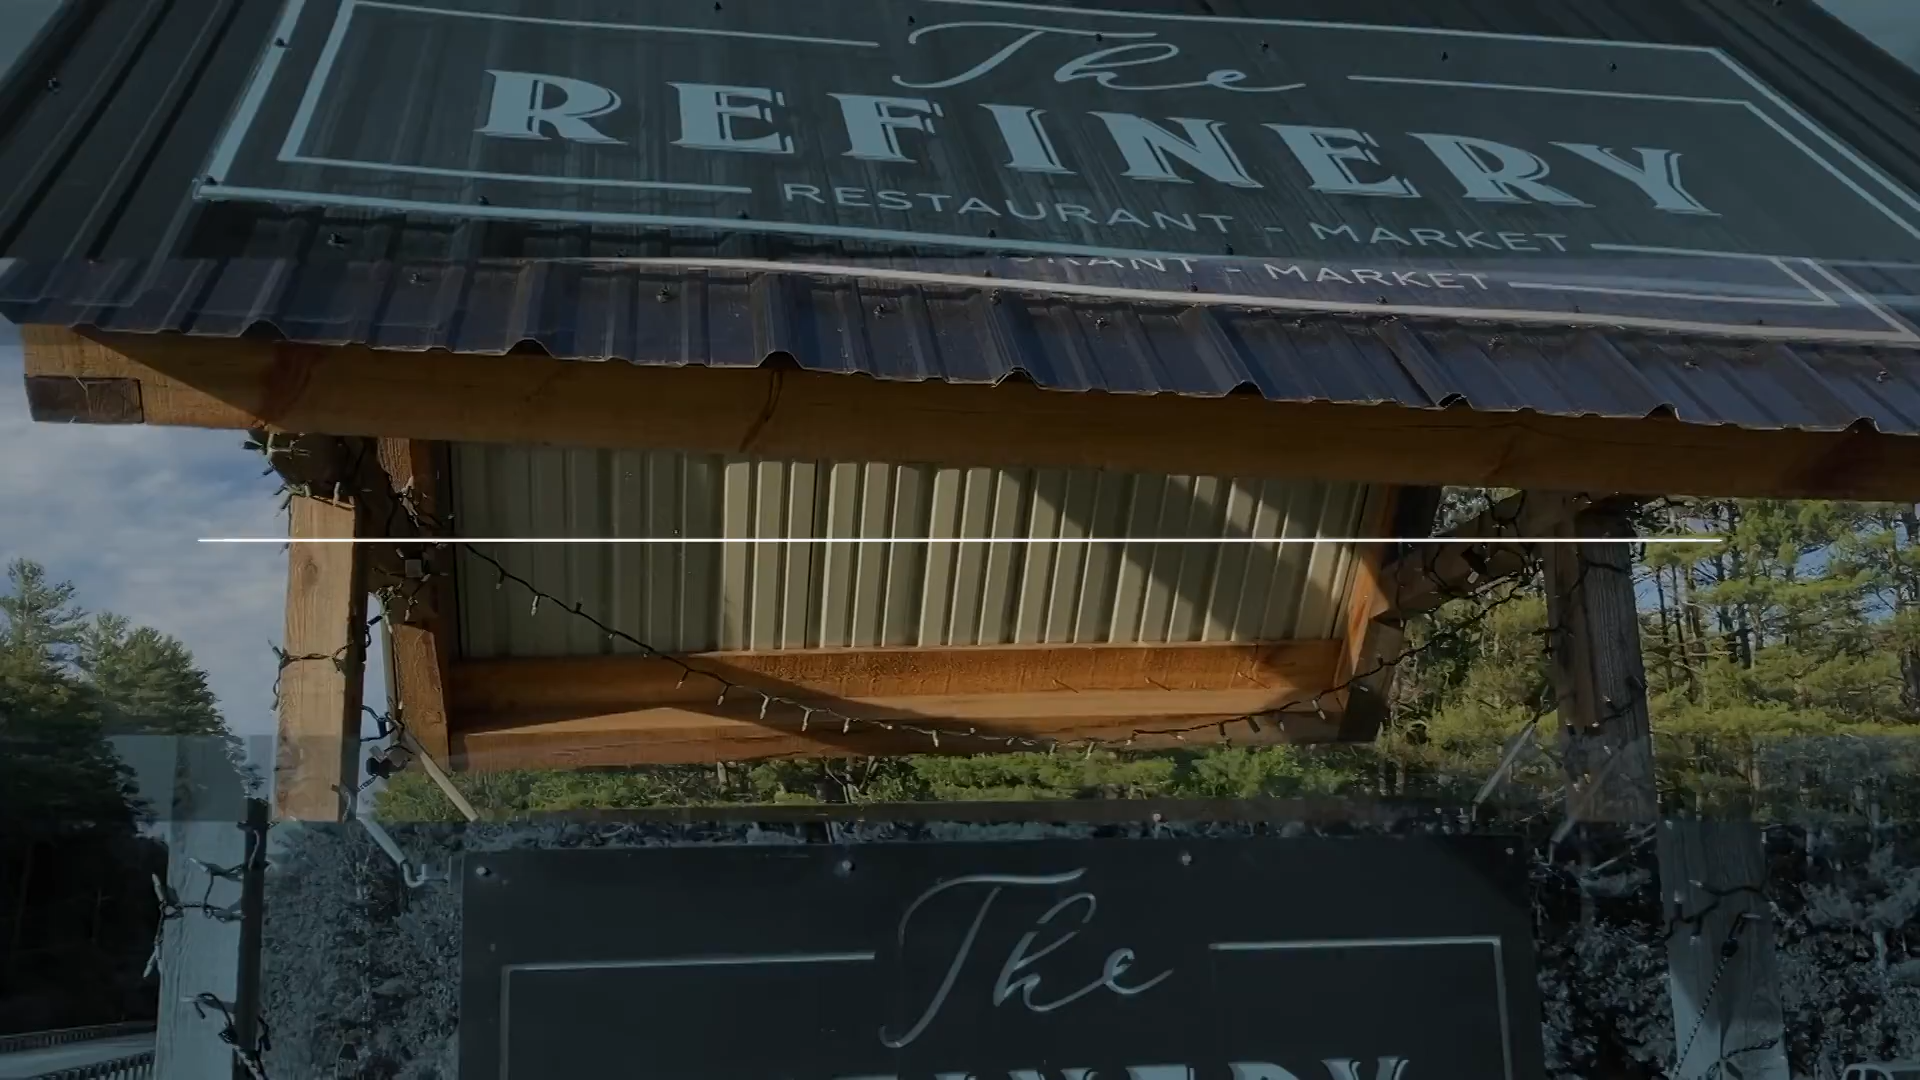 The
REFINERY
RESTAURANT - MARKET
RANT - MARKET
The